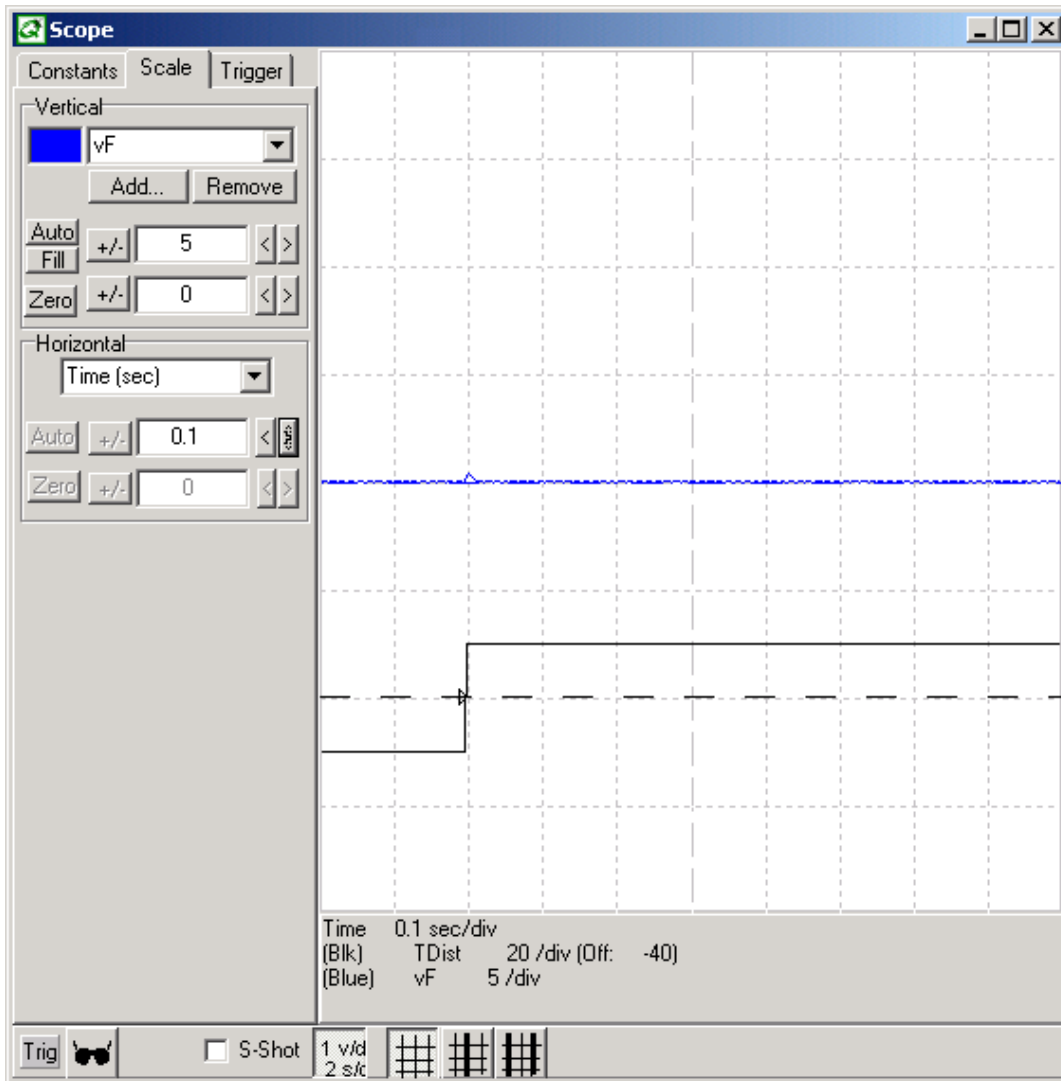 Scope
Constants Scale Trigger
Vertical
vF
Add... Remove
Auto
Fill
+/- 5 < >
Zero +/- 0 < >
Horizontal
Time (sec)
Auto +/- 0.1 <
Zero +/- 0 < >
Time 0.1 sec/div
(Blk) TDist 20 /div (Off: -40)
(Blue) vF 5 /div
Trig S-Shot
1 v/d
2 s/d